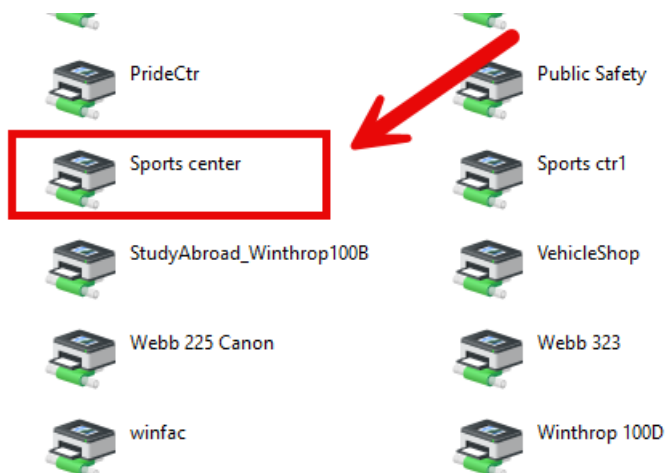 PrideCtr
Public Safety
Sports center
Sports ctr1
StudyAbroad_Winthrop100B
VehicleShop
Webb 225 Canon
Webb 323
winfac
Winthrop 100D